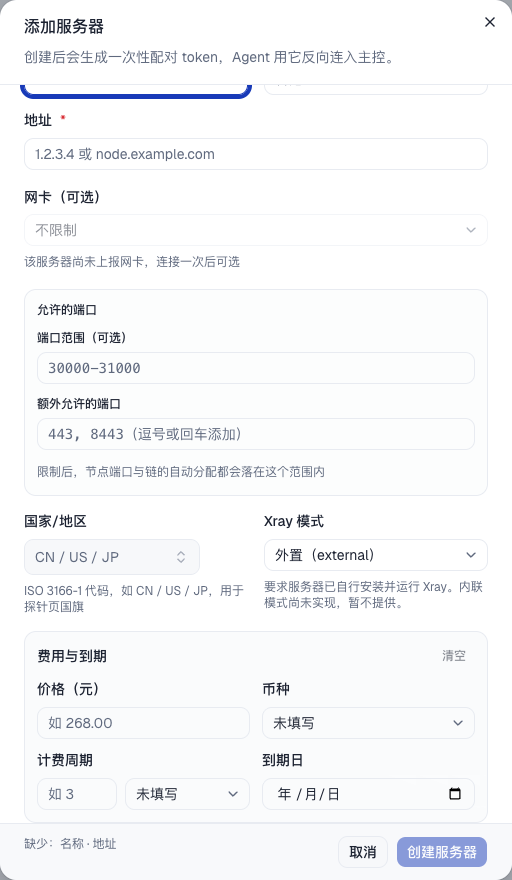 添加服务器
创建后会生成一次性配对 token，Agent 用它反向连入主控。
地址 *
1.2.3.4 或 node.example.com
网卡（可选）
不限制
该服务器尚未上报网卡，连接一次后可选
允许的端口
端口范围（可选）
30000-31000
额外允许的端口
443, 8443（逗号或回车添加）
限制后，节点端口与链的自动分配都会落在这个范围内
国家/地区
Xray 模式
CN / US / JP
外置（external）
ISO 3166-1 代码，如 CN / US / JP，用于
探针页国旗
要求服务器已自行安装并运行 Xray。内联
模式尚未实现，暂不提供。
费用与到期
清空
价格（元）
币种
如 268.00
未填写
计费周期
到期日
如 3
未填写
年 /月/日
缺少：名称 · 地址
取消
创建服务器